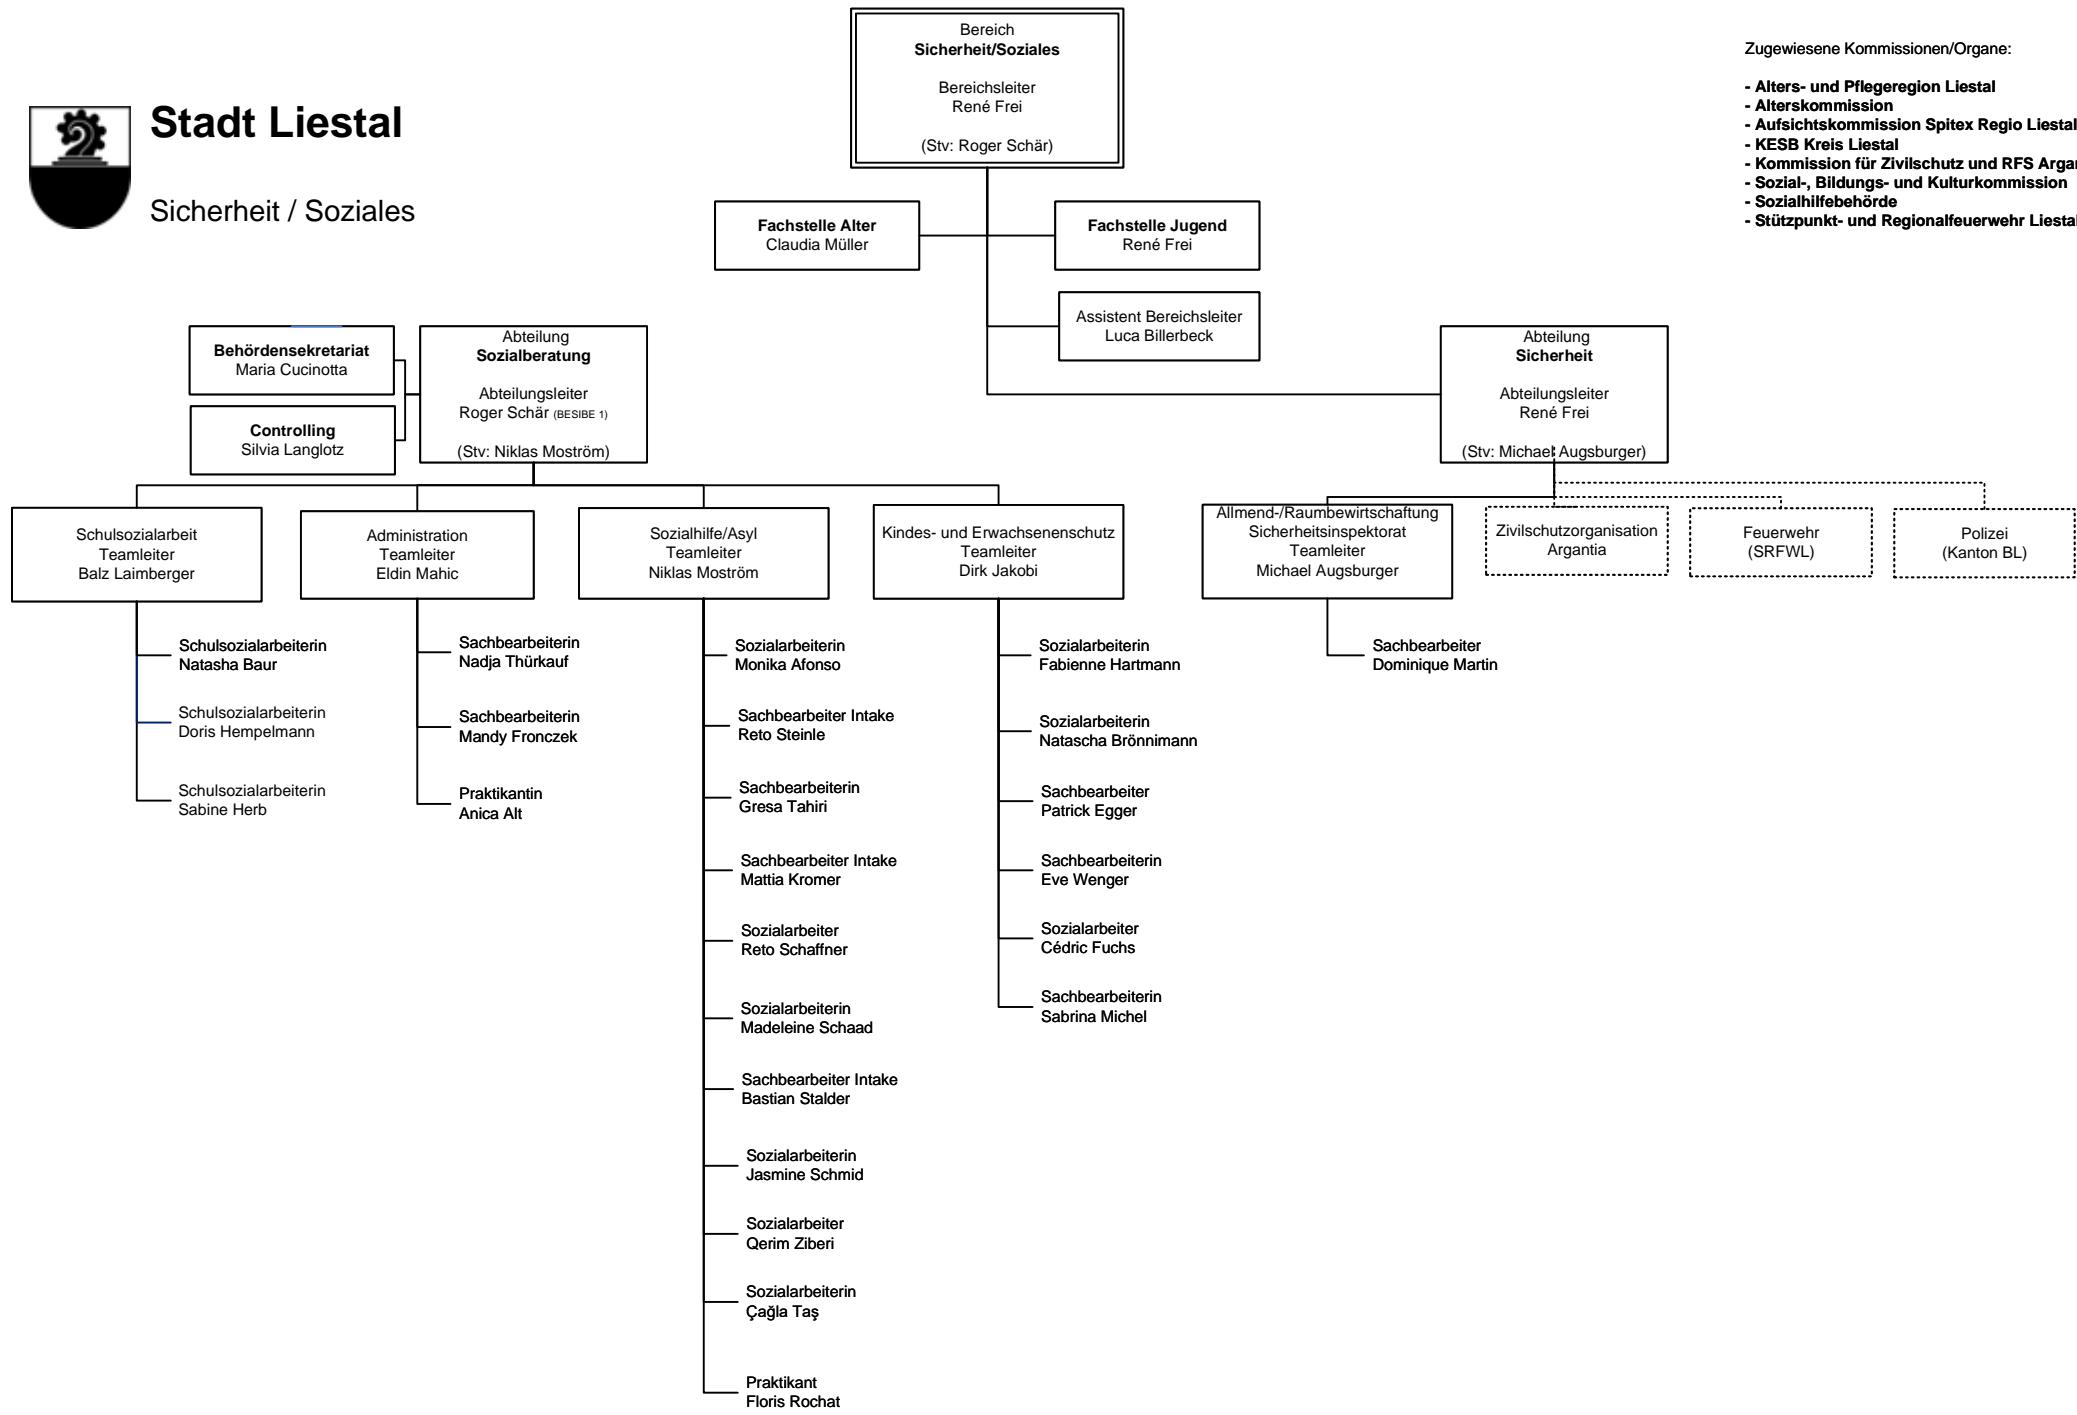 Stadt Liestal
Sicherheit / Soziales
Bereich
Sicherheit/Soziales
Bereichsleiter
René Frei
(Stv: Roger Schär)
Zugewiesene Kommissionen/Organe:
- Alters- und Pflegeregion Liestal
- Alterskommission
- Aufsichtskommission Spitex Regio Liestal
- KESB Kreis Liestal
- Kommission für Zivilschutz und RFS
- Sozial-, Bildungs- und Kulturkommission
- Sozialhilfebehörde
- Stützpunkt- und Regionalfeuerwehr Liestal
Fachstelle Alter
Claudia Müller
Fachstelle Jugend
René Frei
Assistent Bereichsleiter
Luca Billerbeck
Behördensekretariat
Maria Cucinotta
Controlling
Silvia Langlotz
Abteilung
Sozialberatung
Abteilungsleiter
Roger Schär (BESIBE 1)
(Stv: Niklas Moström)
Abteilung
Sicherheit
Abteilungsleiter
René Frei
(Stv: Michael Augsburger)
Schulsozialarbeit
Teamleiter
Balz Laimberger
Schulsozialarbeiterin
Natasha Baur
Schulsozialarbeiterin
Doris Hempelmann
Schulsozialarbeiterin
Sabine Herb
Administration
Teamleiter
Eldin Mahic
Sachbearbeiterin
Nadja Thürkauf
Sachbearbeiterin
Mandy Fronczek
Praktikantin
Anica Alt
Sozialhilfe/Asyl
Teamleiter
Niklas Moström
Sozialarbeiterin
Monika Afonso
Sachbearbeiter Intake
Reto Steinle
Sachbearbeiterin
Gresa Tahiri
Sachbearbeiter Intake
Mattia Kromer
Sozialarbeiter
Reto Schaffner
Sozialarbeiterin
Madeleine Schaad
Sachbearbeiter Intake
Bastian Stalder
Sozialarbeiterin
Jasmine Schmid
Sozialarbeiter
Qerim Ziberi
Sozialarbeiterin
Çağla Taş
Praktikant
Floris Rochat
Kindes- und Erwachsenenschutz
Teamleiter
Dirk Jakobi
Sozialarbeiterin
Fabienne Hartmann
Sozialarbeiterin
Natascha Brönnimann
Sachbearbeiter
Patrick Egger
Sachbearbeiterin
Eve Wenger
Sozialarbeiter
Cédric Fuchs
Sachbearbeiterin
Sabrina Michel
Allmend-/Raumbewirtschaftung
Sicherheitsinspektorat
Teamleiter
Michael Augsburger
Sachbearbeiter
Dominique Martin
Zivilschutzorganisation
Argantia
Feuerwehr
(SRFWL)
Polizei
(Kanton BL)